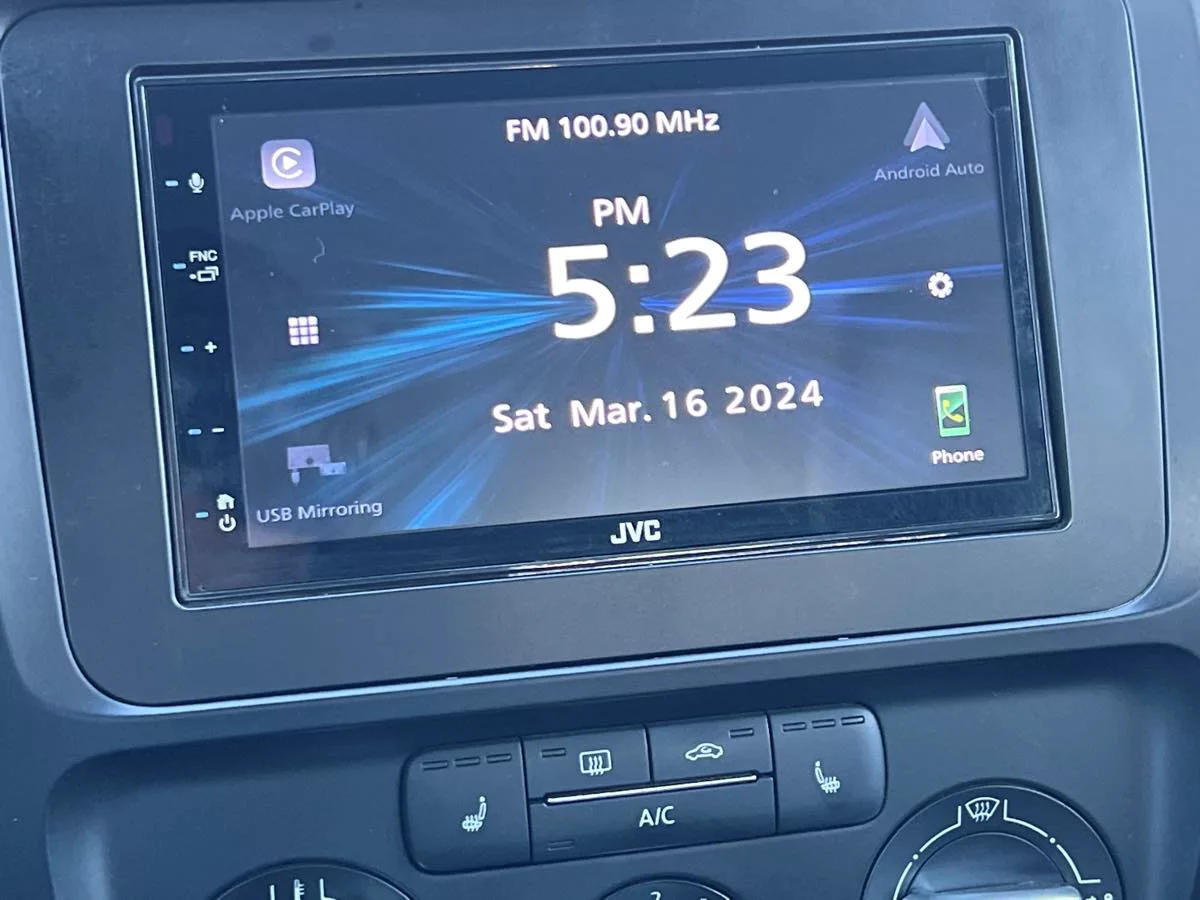 FM 100.90 MHz
Apple CarPlay
Android Auto
PM
5:23
FNC
+
-
Sat Mar. 16 2024
Phone
USB Mirroring
JVC
A/C
2